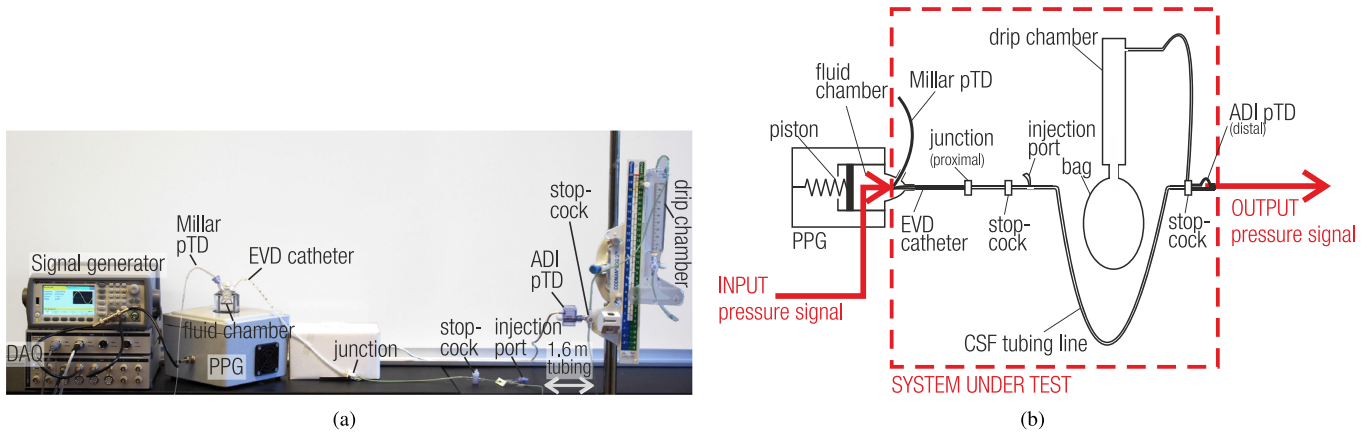 Signal generator
Millar
pTD
EVD catheter
fluid chamber
DAQ
PPG
junction
stop-
cock
injection
port
1.6 m
tubing
ADI
pTD
stop-
cock
drip chamber
(a)
drip chamber
fluid
chamber
Millar pTD
piston
junction
(proximal)
injection
port
bag
ADI pTD
(distal)
PPG
EVD
catheter
stop-
cock
stop-
cock
OUTPUT
pressure signal
INPUT
pressure signal
CSF tubing line
SYSTEM UNDER TEST
(b)